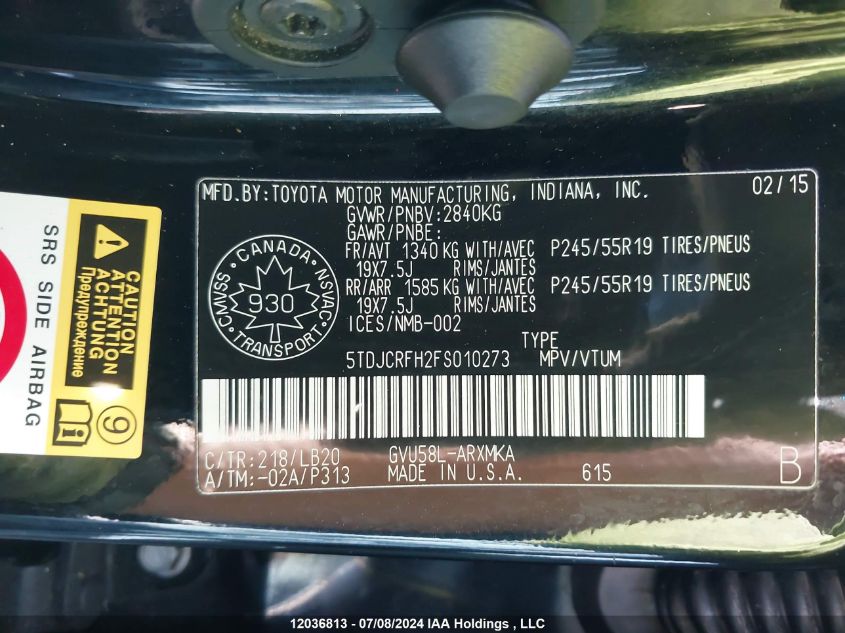 MFD.BY:TOYOTA MOTOR MANUFACTURING, INDIANA, INC. 02/15
GVWR/PNBV:2840KG
GAWR/PNBE:
FR/AVT 1340 KG WITH/AVEC P245/55R19 TIRES/PNEUS
19X7.5J RIMS/JANTES
RR/ARR 1585 KG WITH/AVEC P245/55R19 TIRES/PNEUS
19X7.5J RIMS/JANTES
ICES/NMB-002
TYPE
5TDJCRFH2FS010273 MPV/VTUM
CANADA
CMVSS NSVAC
930
TRANSPORT
C/TR:218/LB20 GVU58L-ARXMKA
A/TM:-02A/P313 MADE IN U.S.A. 615 B
CAUTION
ATTENTION
ACHTUNG
Предупреждение
SRS SIDE AIRBAG
i
9
12036813 - 07/08/2024 IAA Holdings , LLC